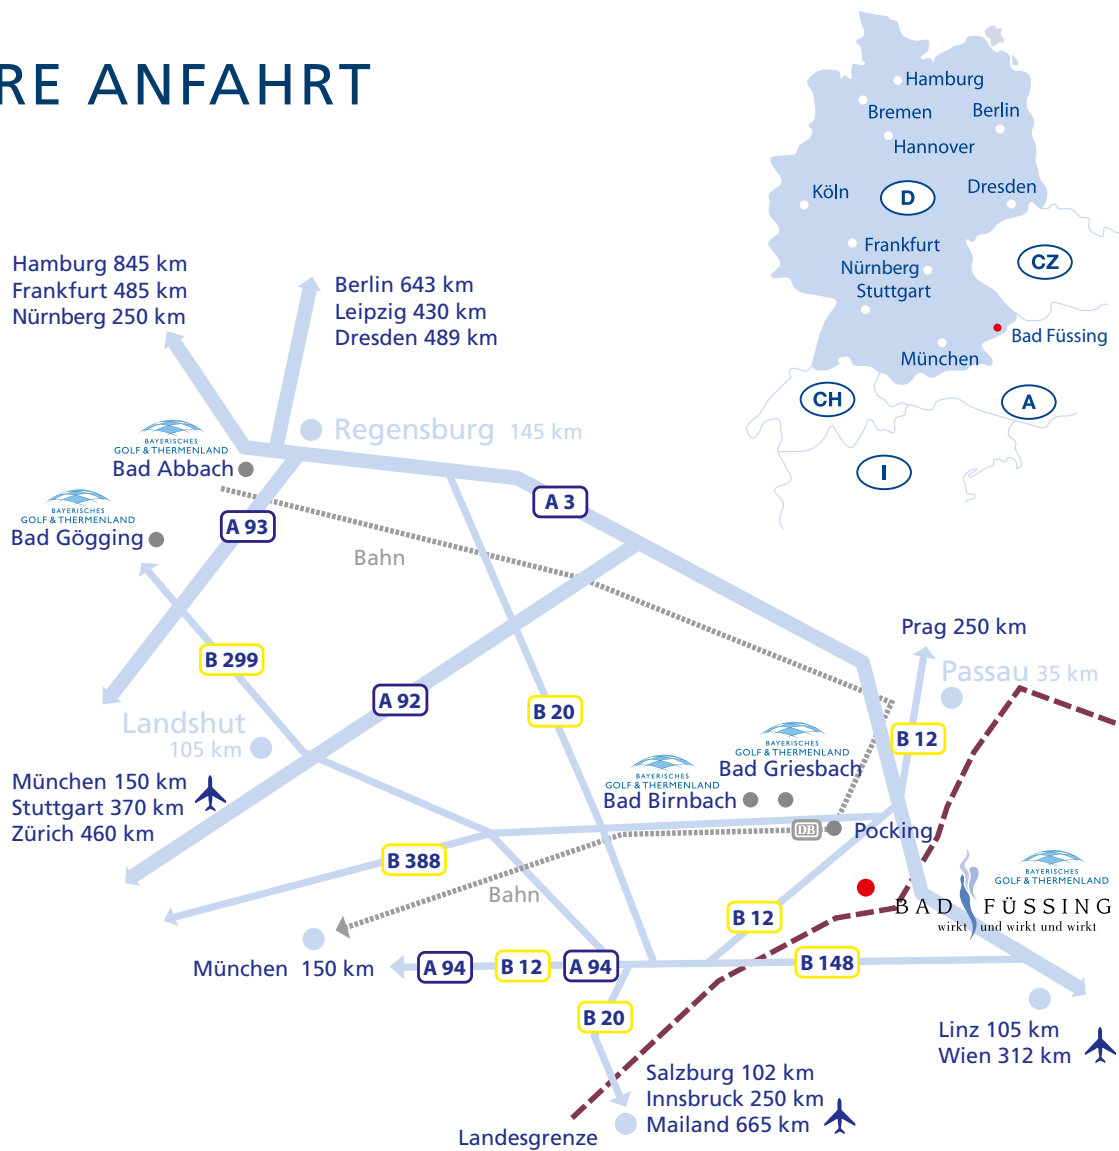 RE ANFAHRT
Hamburg
Bremen
Berlin
Hannover
Köln
D
Dresden
Frankfurt
Nürnberg
Stuttgart
CZ
Bad Füssing
München
CH
A
I
Hamburg 845 km
Frankfurt 485 km
Nürnberg 250 km
Berlin 643 km
Leipzig 430 km
Dresden 489 km
Regensburg 145 km
BAYERISCHES
GOLF & THERMENLAND
Bad Abbach
BAYERISCHES
GOLF & THERMENLAND
Bad Gögging
A 93
A 3
Bahn
B 299
A 92
B 20
Landshut
105 km
München 150 km
Stuttgart 370 km
Zürich 460 km
Prag 250 km
Passau 35 km
B 12
BAYERISCHES
GOLF & THERMENLAND
Bad Griesbach
BAYERISCHES
GOLF & THERMENLAND
Bad Birnbach
DB
Pocking
B 388
Bahn
BAYERISCHES
GOLF & THERMENLAND
BAD FÜSSING
wirkt und wirkt und wirkt
B 12
München 150 km
A 94
B 12
A 94
B 148
B 20
Linz 105 km
Wien 312 km
Salzburg 102 km
Innsbruck 250 km
Mailand 665 km
Landesgrenze